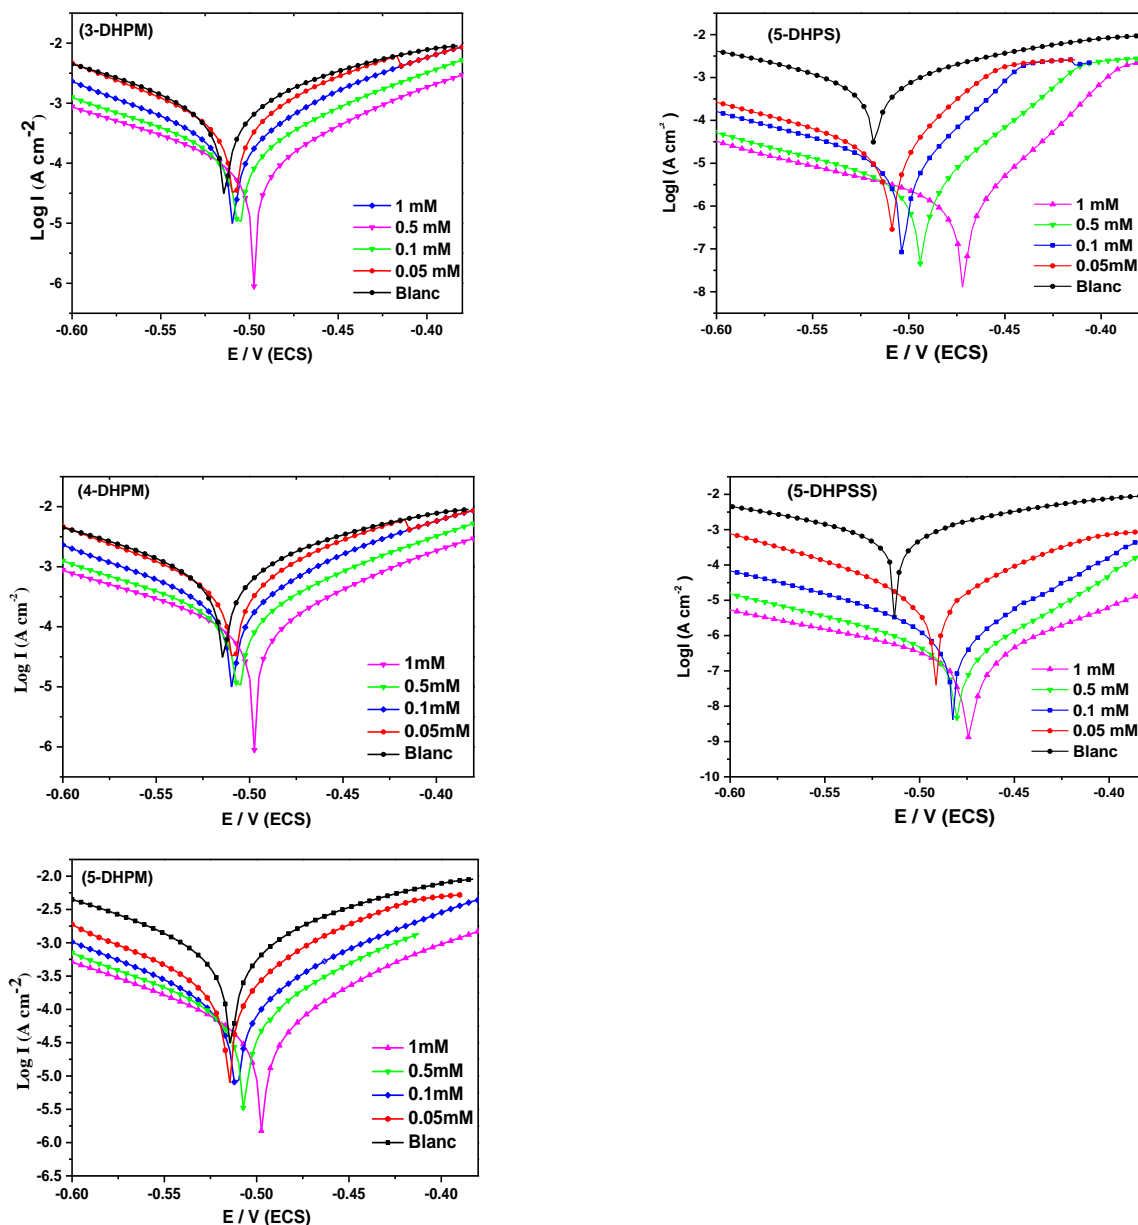 (3-DHPM)
-2
-3
-4
-5
-6
Log I (A cm-2)
1 mM
0.5 mM
0.1 mM
0.05 mM
Blanc
-0.60 -0.55 -0.50 -0.45 -0.40
E / V (ECS)
(5-DHPS)
-2
-3
-4
-5
-6
-7
-8
LogI (A cm-2)
1 mM
0.5 mM
0.1 mM
0.05mM
Blanc
-0.60 -0.55 -0.50 -0.45 -0.40
E / V (ECS)
(4-DHPM)
-2
-3
-4
-5
-6
Log I (A cm-2)
1mM
0.5mM
0.1mM
0.05mM
Blanc
-0.60 -0.55 -0.50 -0.45 -0.40
E / V (ECS)
(5-DHPSS)
-2
-3
-4
-5
-6
-7
-8
-9
-10
LogI (A cm-2)
1 mM
0.5 mM
0.1 mM
0.05 mM
Blanc
-0.60 -0.55 -0.50 -0.45 -0.40
E / V (ECS)
(5-DHPM)
-2.0
-2.5
-3.0
-3.5
-4.0
-4.5
-5.0
-5.5
-6.0
-6.5
Log I (A cm-2)
1mM
0.5mM
0.1mM
0.05mM
Blanc
-0.60 -0.55 -0.50 -0.45 -0.40
E / V (ECS)